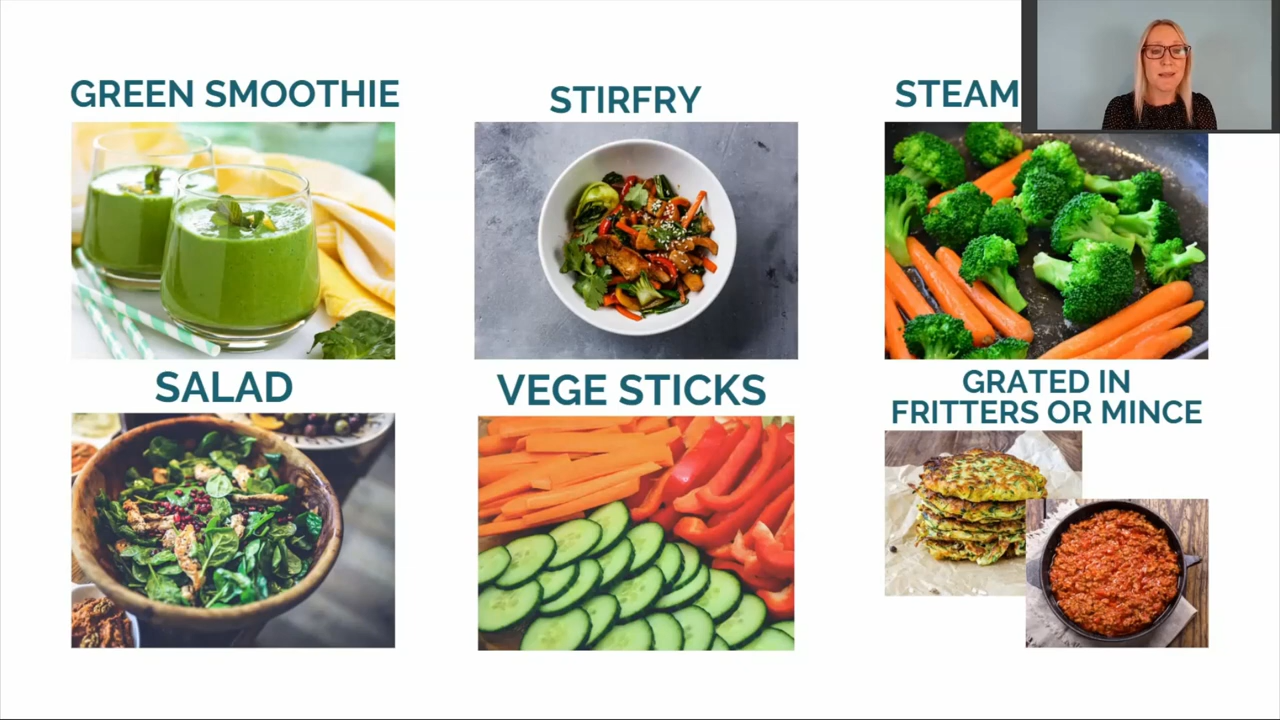 GREEN SMOOTHIE
STIRFRY
STEAM
SALAD
VEGE STICKS
GRATED IN
FRITTERS OR MINCE